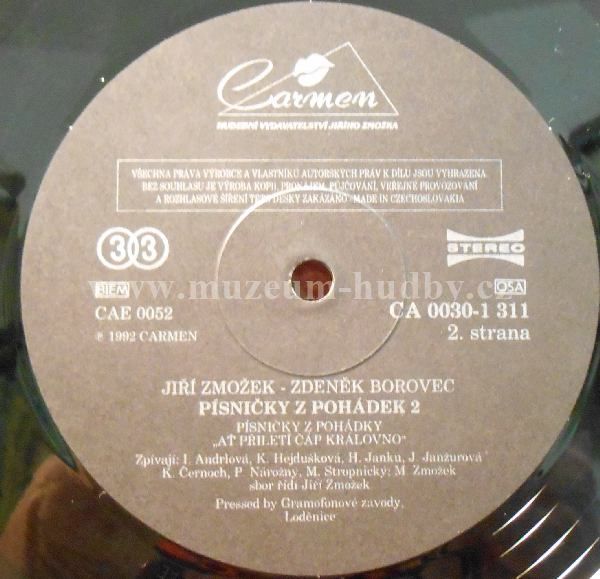 Carmen
HUDEBNÍ VYDAVATELSTVÍ JIŘÍHO ZMOŽKA
VŠECHNA PRÁVA VÝROBCE A VLASTNÍKŮ AUTORSKÝCH PRÁV K DÍLU JSOU VYHRAZENA.
BEZ SOUHLASU JE VÝROBA KOPIÍ, PRONÁJEM, PŮJČOVÁNÍ, VEŘEJNÉ PROVOZOVÁNÍ
A ROZHLASOVÉ ŠÍŘENÍ TÉTO DESKY ZAKÁZÁNO · MADE IN CZECHOSLOVAKIA
33 STEREO
www.muzeum-hudby.cz
BIEM OSA
CAE 0052 CA 0030-1 311
℗ 1992 CARMEN 2. strana
JIŘÍ ZMOŽEK - ZDENĚK BOROVEC
PÍSNIČKY Z POHÁDEK 2
PÍSNIČKY Z POHÁDKY
„AŤ PŘILETÍ ČÁP KRÁLOVNO“
Zpívají: I. Andrlová, K. Hejdušková, H. Janků, J. Janžurová
K. Černoch, P. Nárožný, M. Stropnický; M. Zmožek
sbor řídí Jiří Zmožek
Pressed by Gramofonové závody,
Loděnice